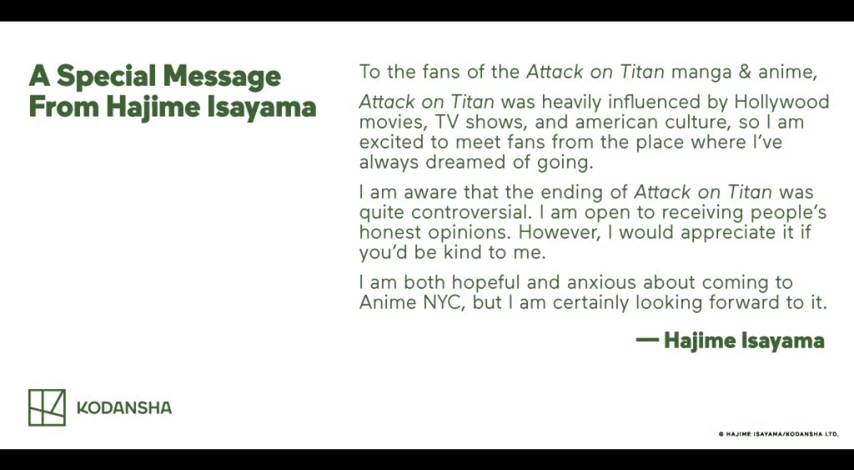 A Special Message
From Hajime Isayama
To the fans of the Attack on Titan manga & anime,
Attack on Titan was heavily influenced by Hollywood
movies, TV shows, and american culture, so I am
excited to meet fans from the place where I've
always dreamed of going.
I am aware that the ending of Attack on Titan was
quite controversial. I am open to receiving people's
honest opinions. However, I would appreciate it if
you'd be kind to me.
I am both hopeful and anxious about coming to
Anime NYC, but I am certainly looking forward to it.
— Hajime Isayama
KODANSHA
© HAJIME ISAYAMA/KODANSHA LTD.